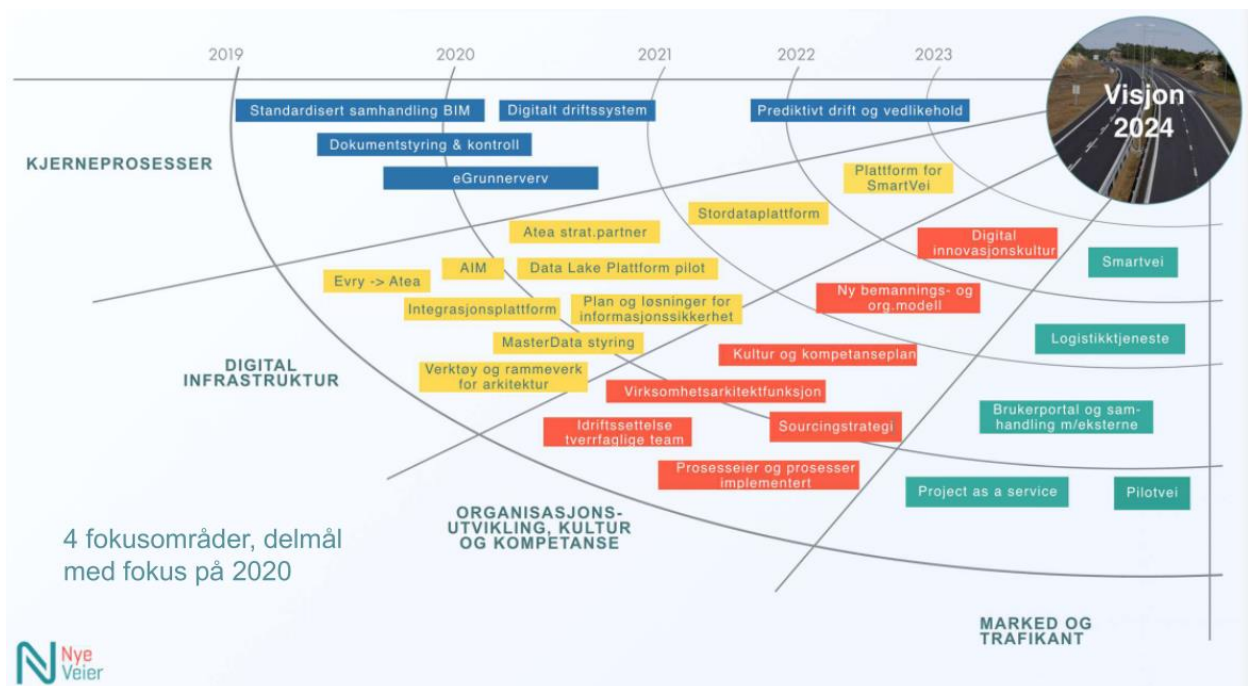 2019
2020
2021
2022
2023
Visjon
2024
KJERNEPROSESSER
Standardisert samhandling BIM
Digitalt driftssystem
Prediktivt drift og vedlikehold
Dokumentstyring & kontroll
eGrunnerverv
DIGITAL
INFRASTRUKTUR
Plattform for
SmartVei
Stordataplattform
Atea strat.partner
Evry -> Atea
AIM
Data Lake Plattform pilot
Integrasjonsplattform
Plan og løsninger for
informasjonssikkerhet
MasterData styring
Verktøy og rammeverk
for arkitektur
ORGANISASJONS-
UTVIKLING, KULTUR
OG KOMPETANSE
Digital
innovasjonskultur
Ny bemannings- og
org.modell
Kultur og kompetanseplan
Virksomhetsarkitektfunksjon
Idriftssettelse
tverrfaglige team
Sourcingstrategi
Prosesseier og prosesser
implementert
MARKED OG
TRAFIKANT
Smartvei
Logistikktjeneste
Brukerportal og sam-
handling m/eksterne
Project as a service
Pilotvei
4 fokusområder, delmål
med fokus på 2020
Nye
Veier